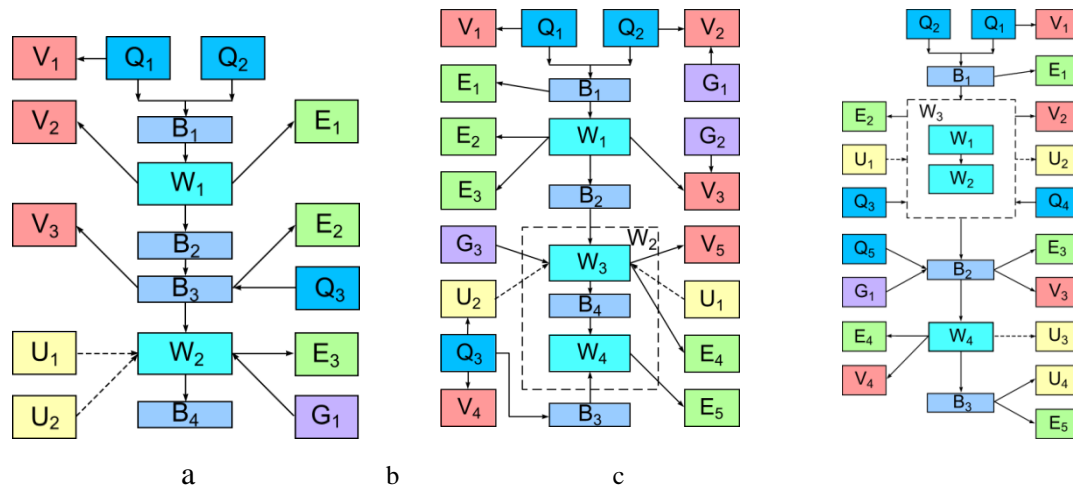 V₁ Q₁ Q₂
V₂ B₁ E₁
W₁
V₃ B₂ E₂
B₃ Q₃
U₁ W₂ E₃
U₂ B₄ G₁
V₁ Q₁ Q₂ V₂
E₁ B₁ G₁
E₂ W₁ G₂
E₃ B₂ V₃
W₂
G₃ W₃ V₅
U₂ B₄ U₁
Q₃ W₄ E₄
V₄ B₃ E₅
Q₂ Q₁ V₁
B₁ E₁
E₂ W₃ V₂
U₁ W₁ U₂
W₂
Q₃ Q₄
Q₅ B₂ E₃
G₁ V₃
E₄ W₄ U₃
V₄ B₃ U₄
E₅
a b c